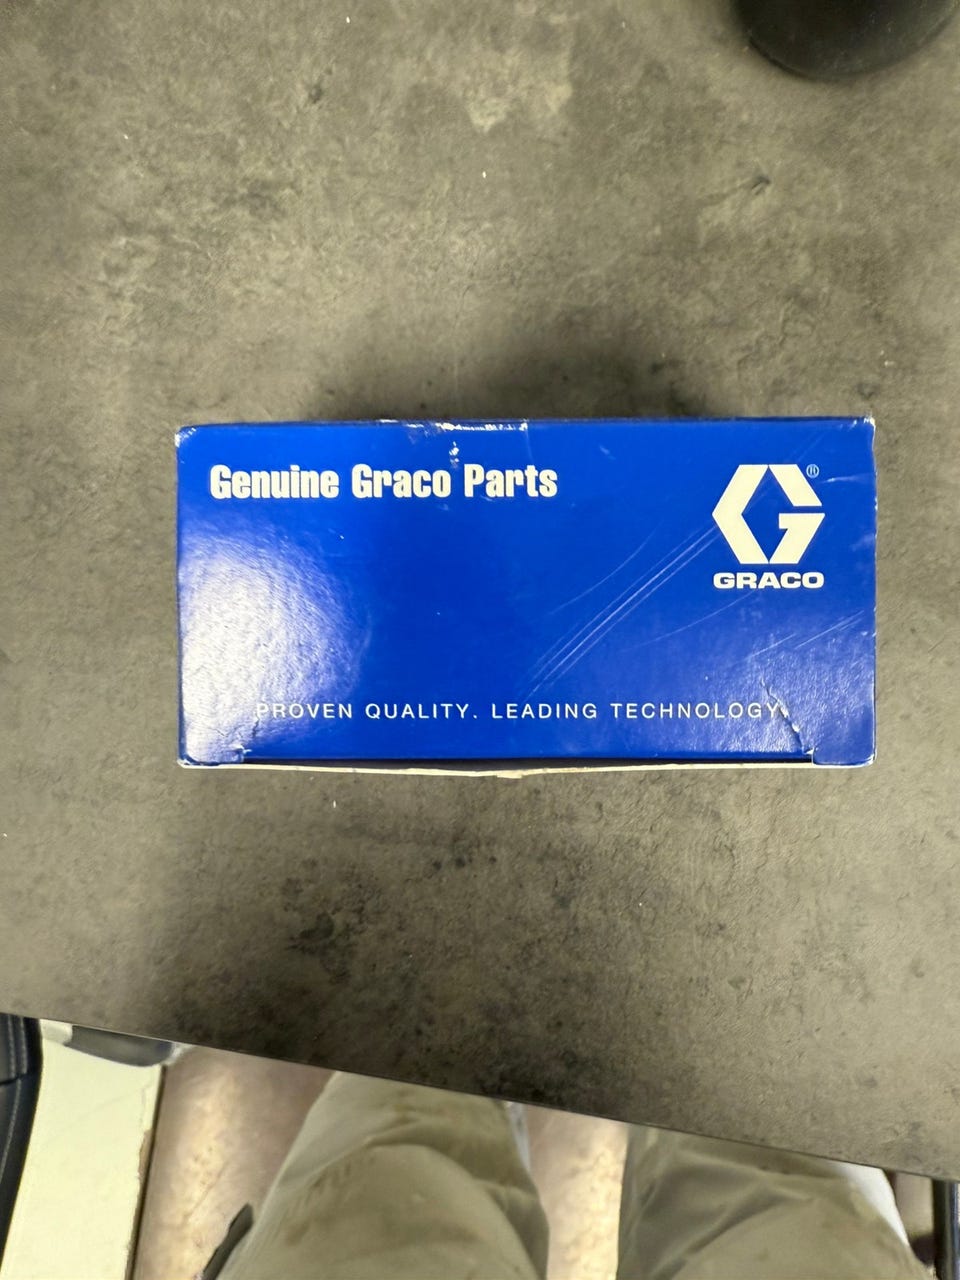 Genuine Graco Parts
®
GRACO
PROVEN QUALITY. LEADING TECHNOLOGY.